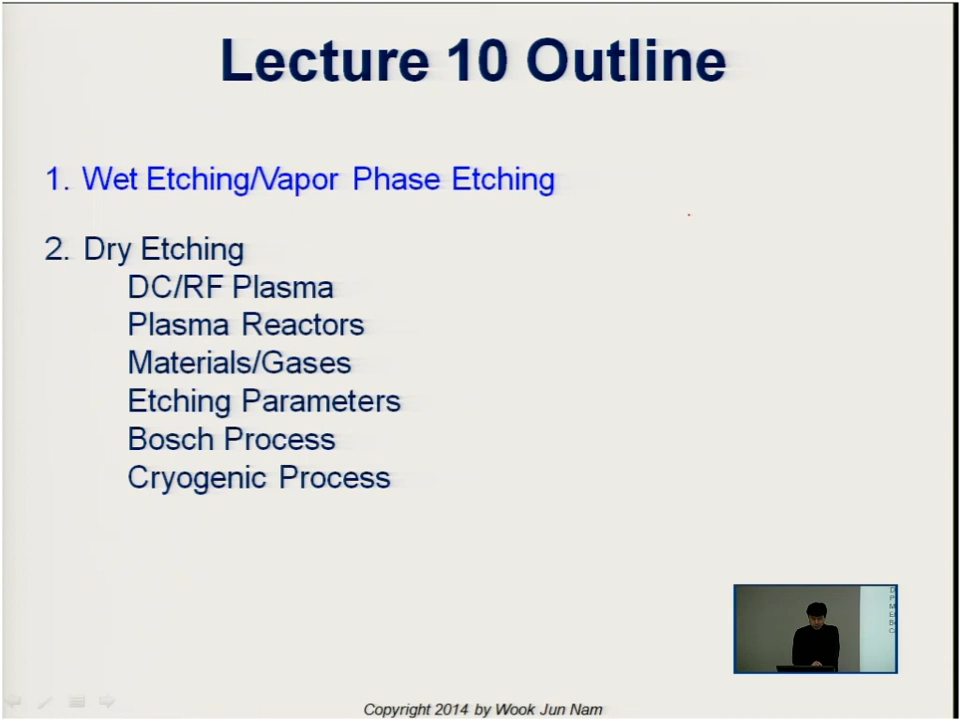 Lecture 10 Outline
1. Wet Etching/Vapor Phase Etching
2. Dry Etching
DC/RF Plasma
Plasma Reactors
Materials/Gases
Etching Parameters
Bosch Process
Cryogenic Process
Copyright 2014 by Wook Jun Nam